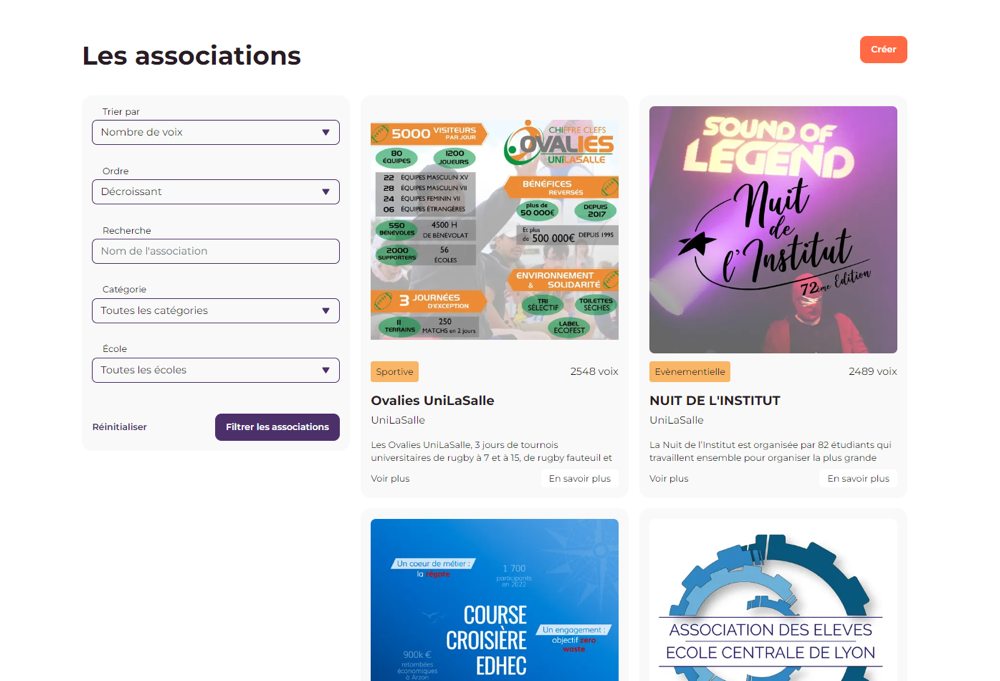 Les associations
Créer
Trier par
Nombre de voix
Ordre
Décroissant
Recherche
Nom de l'association
Catégorie
Toutes les catégories
École
Toutes les écoles
Réinitialiser
Filtrer les associations
5000 VISITEURS
PAR JOUR
80
ÉQUIPES
1200
JOUEURS
22 ÉQUIPES MASCULIN XV
28 ÉQUIPES MASCULIN VII
24 ÉQUIPES FEMININ VII
06 ÉQUIPES ÉTRANGÈRES
550
BÉNÉVOLES
4500 H
DE BÉNÉVOLAT
2000
SUPPORTERS
56
ÉCOLES
3 JOURNÉES
D'EXCEPTION
11
TERRAINS
250
MATCHS en 2 jours
CHIFFRE CLEFS
OVALIES
UNILASALLE
BÉNÉFICES
REVERSÉS
plus de
50 000€
DEPUIS
2017
Et plus
de 500 000€ DEPUIS 1995
ENVIRONNEMENT
& SOLIDARITÉ
TRI
SÉLECTIF
TOILETTES
SÈCHES
LABEL
ECOFEST
Sportive
2548 voix
Ovalies UniLaSalle
UniLaSalle
Les Ovalies UniLaSalle, 3 jours de tournois
universitaires de rugby à 7 et à 15, de rugby fauteuil et
Voir plus
En savoir plus
SOUND OF
LEGEND
Nuit
de
l'Institut
72ème Edition
Evènementielle
2489 voix
NUIT DE L'INSTITUT
UniLaSalle
La Nuit de l'Institut est organisée par 82 étudiants qui
travaillent ensemble pour organiser la plus grande
Voir plus
En savoir plus
Un coeur de métier :
la régate
1 700
participants
en 2022
COURSE
CROISIÈRE
EDHEC
Un engagement :
objectif zero
waste
900k €
retombées
économiques
à Arzon
ASSOCIATION DES ELEVES
ECOLE CENTRALE DE LYON